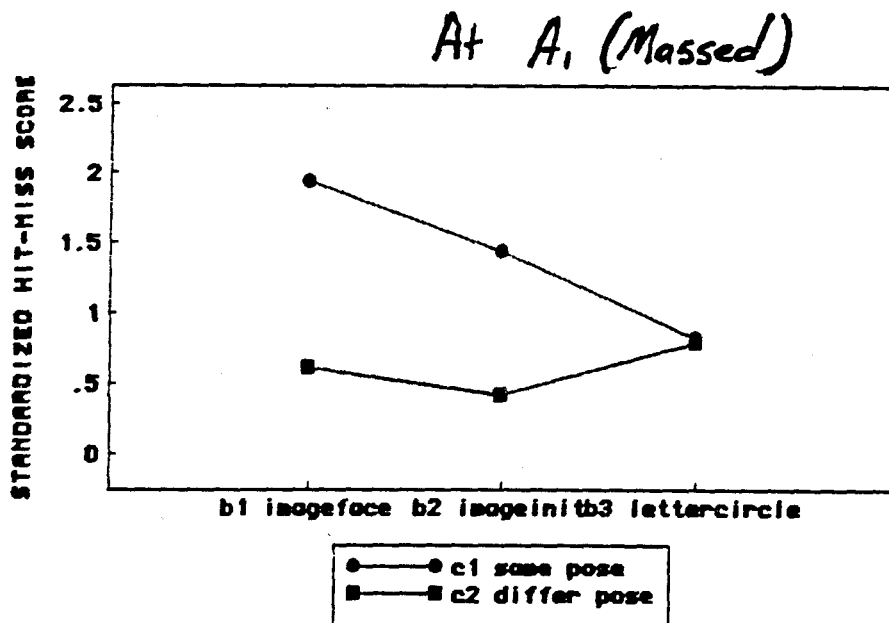 At A1 (Massed)
STANDARDIZED HIT-MISS SCORE
2.5
2
1.5
1
.5
0
b1 imageface b2 imageinitb3 lettercircle
c1 same pose
c2 differ pose